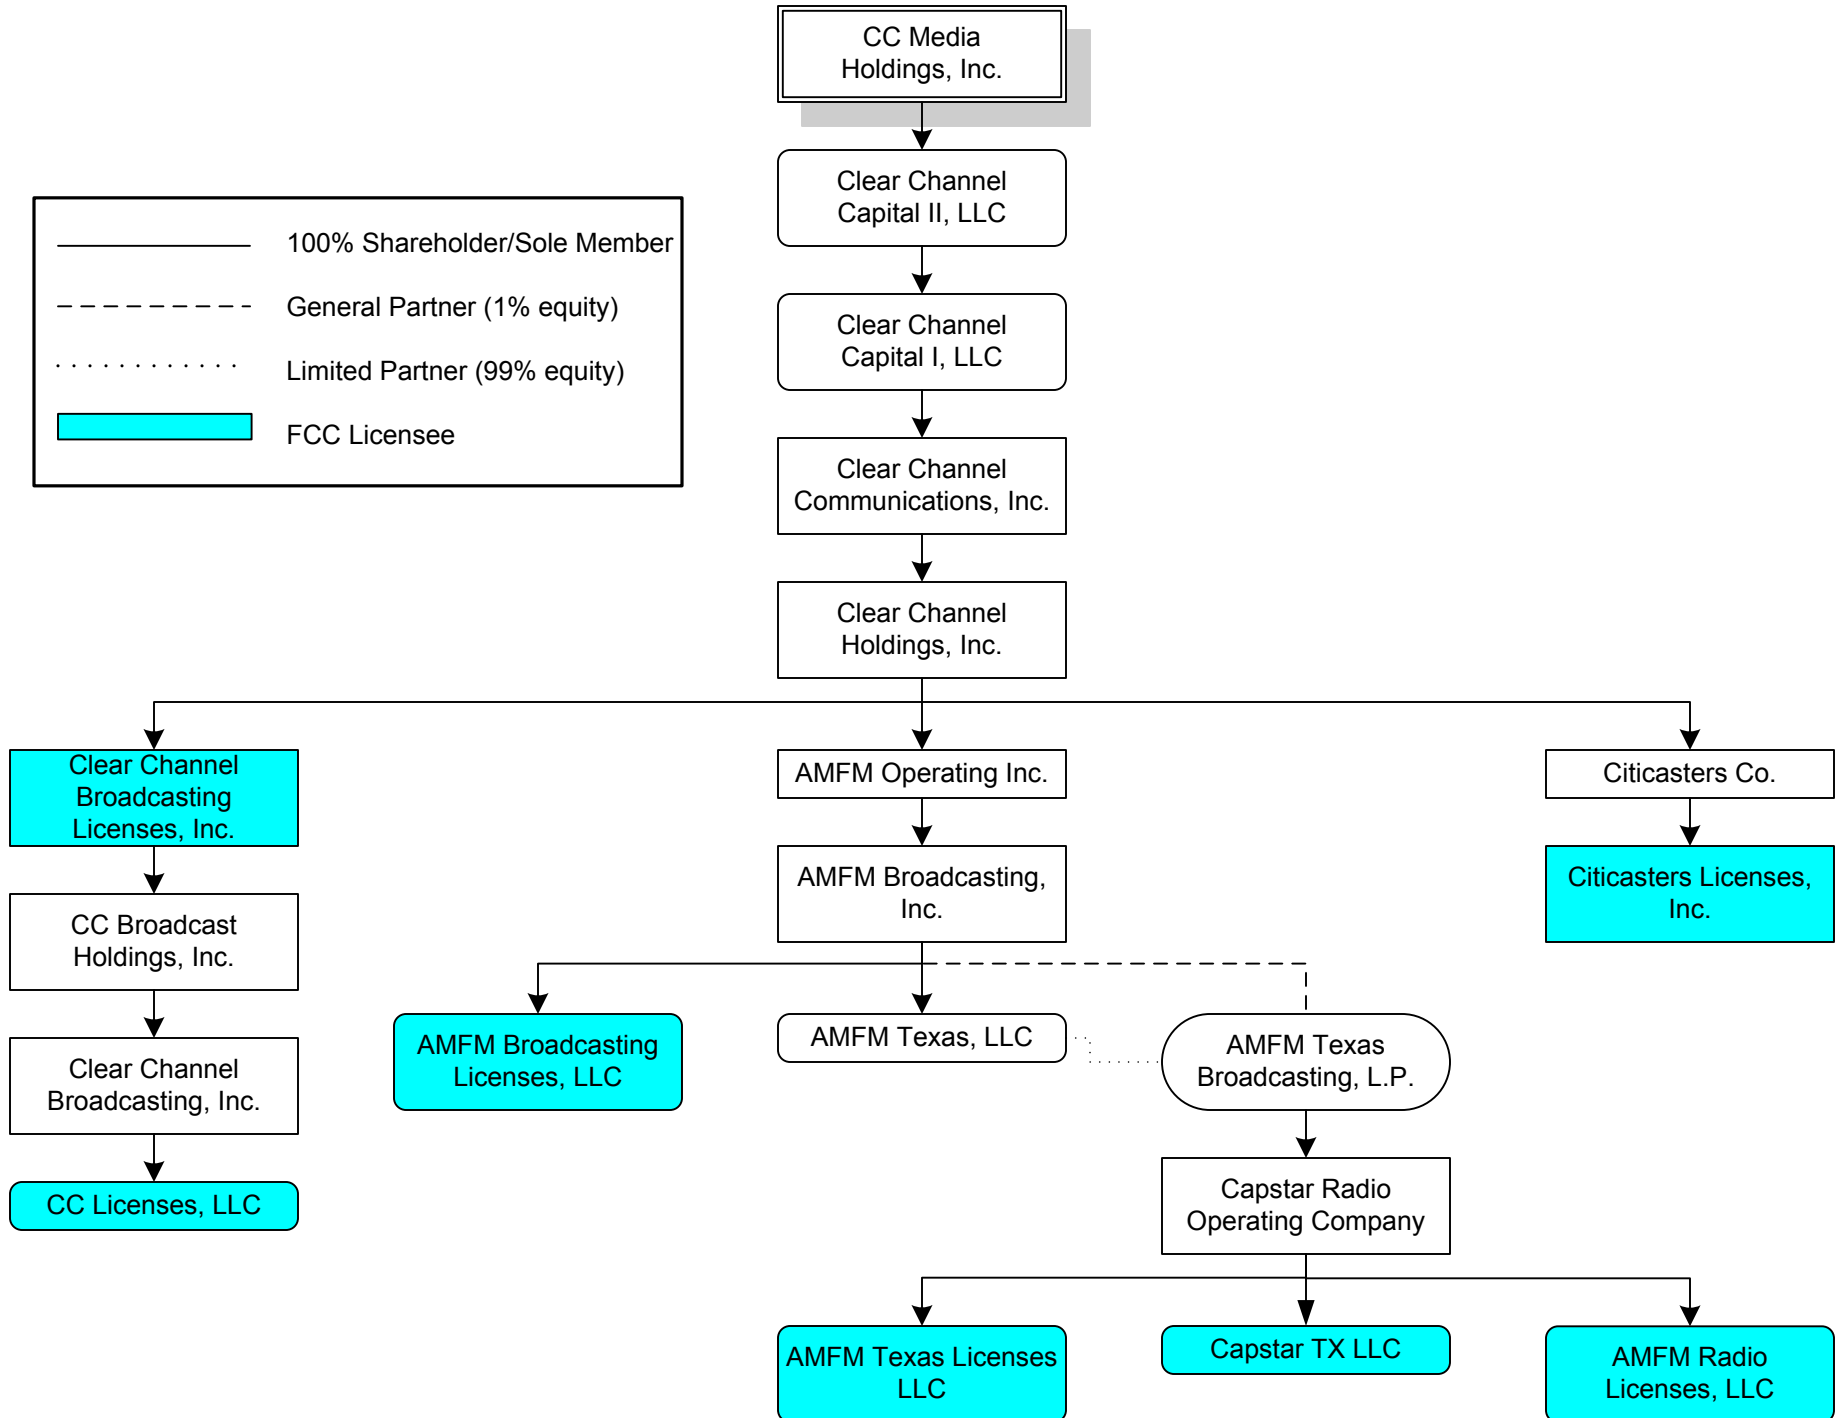 CC Media
Holdings, Inc.
Clear Channel
Capital II, LLC
100% Shareholder/Sole Member
General Partner (1% equity)
Limited Partner (99% equity)
FCC Licensee
Clear Channel
Capital I, LLC
Clear Channel
Communications, Inc.
Clear Channel
Holdings, Inc.
Clear Channel
Broadcasting
Licenses, Inc.
AMFM Operating Inc.
Citicasters Co.
CC Broadcast
Holdings, Inc.
AMFM Broadcasting,
Inc.
Citicasters Licenses,
Inc.
Clear Channel
Broadcasting, Inc.
AMFM Broadcasting
Licenses, LLC
AMFM Texas, LLC
AMFM Texas
Broadcasting, L.P.
CC Licenses, LLC
Capstar Radio
Operating Company
AMFM Texas Licenses
LLC
Capstar TX LLC
AMFM Radio
Licenses, LLC